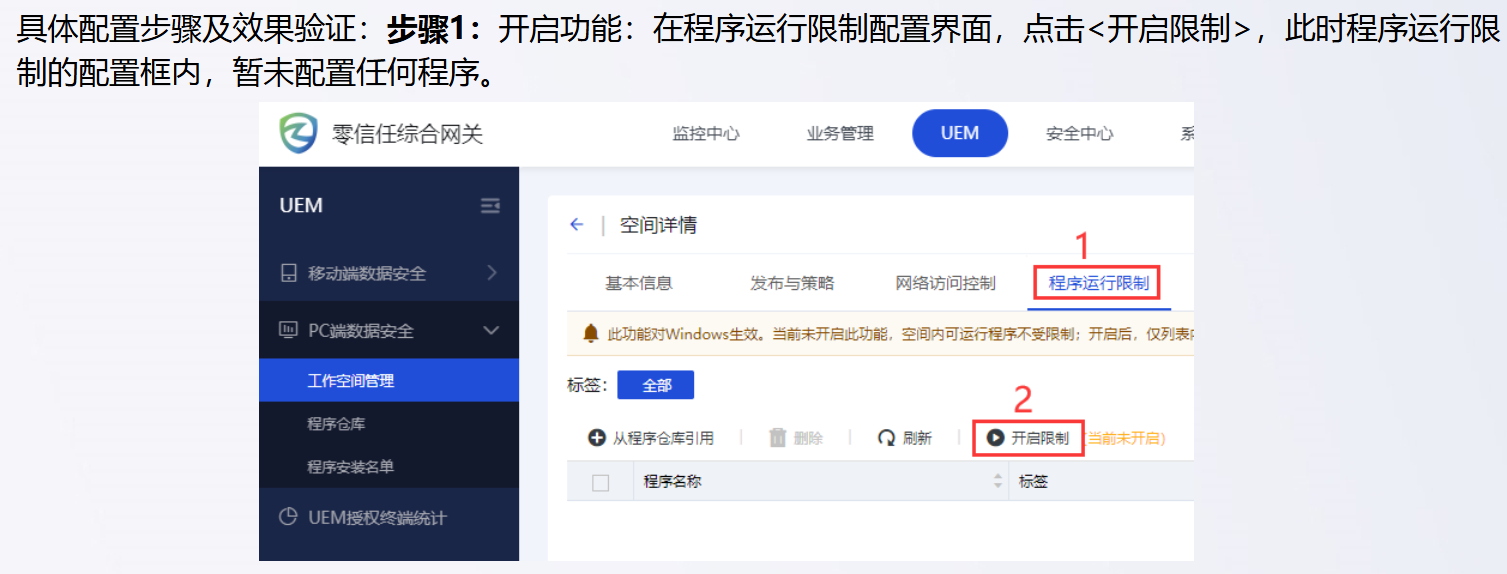 具体配置步骤及效果验证：步骤1：开启功能：在程序运行限制配置界面，点击<开启限制>，此时程序运行限
制的配置框内，暂未配置任何程序。
零信任综合网关
监控中心 业务管理 UEM 安全中心 系
UEM
空间详情
移动端数据安全
1
基本信息 发布与策略 网络访问控制 程序运行限制
PC端数据安全
此功能对Windows生效。当前未开启此功能，空间内可运行程序不受限制；开启后，仅列表
工作空间管理
标签： 全部
程序仓库
2
从程序仓库引用 删除 刷新 开启限制 (当前未开启)
程序安装名单
程序名称 标签
UEM授权终端统计